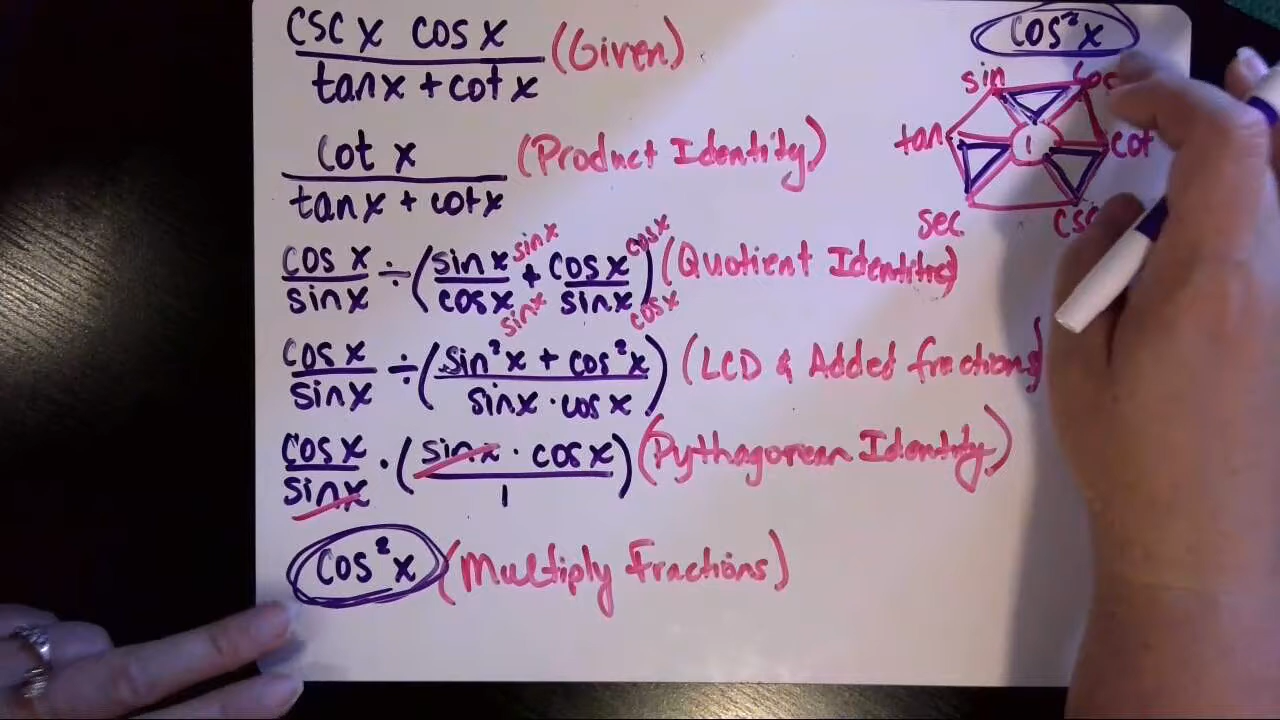 csc x cos x (Given)
tan x + cot x
cot x (Product Identity)
tan x + cot x
cos x ÷ ( sin x sin x + cos x cos x ) (Quotient Identities)
sin x cos x sin x sin x cos x
cos x ÷ ( sin²x + cos²x ) (LCD & Added fractions)
sin x sin x · cos x
cos x · ( sin x · cos x ) (Pythagorean Identity)
sin x 1
cos²x (Multiply Fractions)
cos²x
sin cos
tan 1 cot
sec csc